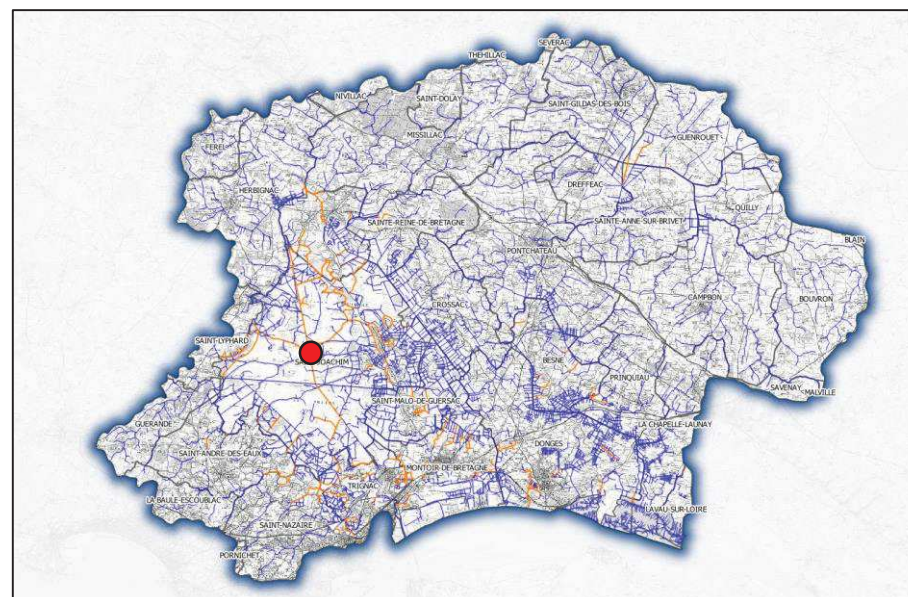 SEVERAC
THEHILLAC
NIVILLAC
SAINT-DOLAY
SAINT-GILDAS-DES-BOIS
MISSILLAC
GUENROUET
FEREL
HERBIGNAC
DREFFEAC
QUILLY
SAINTE-REINE-DE-BRETAGNE
SAINTE-ANNE-SUR-BRIVET
PONTCHATEAU
BLAIN
CROSSAC
CAMPBON
BOUVRON
SAINT-LYPHARD
BESNE
PRINQUIAU
SAVENAY
MALVILLE
SAINT-MALO-DE-GUERSAC
GUERANDE
LA CHAPELLE-LAUNAY
SAINT-ANDRE-DES-EAUX
DONGES
MONTOIR-DE-BRETAGNE
TRIGNAC
LA BAULE-ESCOUBLAC
LAVAU-SUR-LOIRE
SAINT-NAZAIRE
PORNICHET